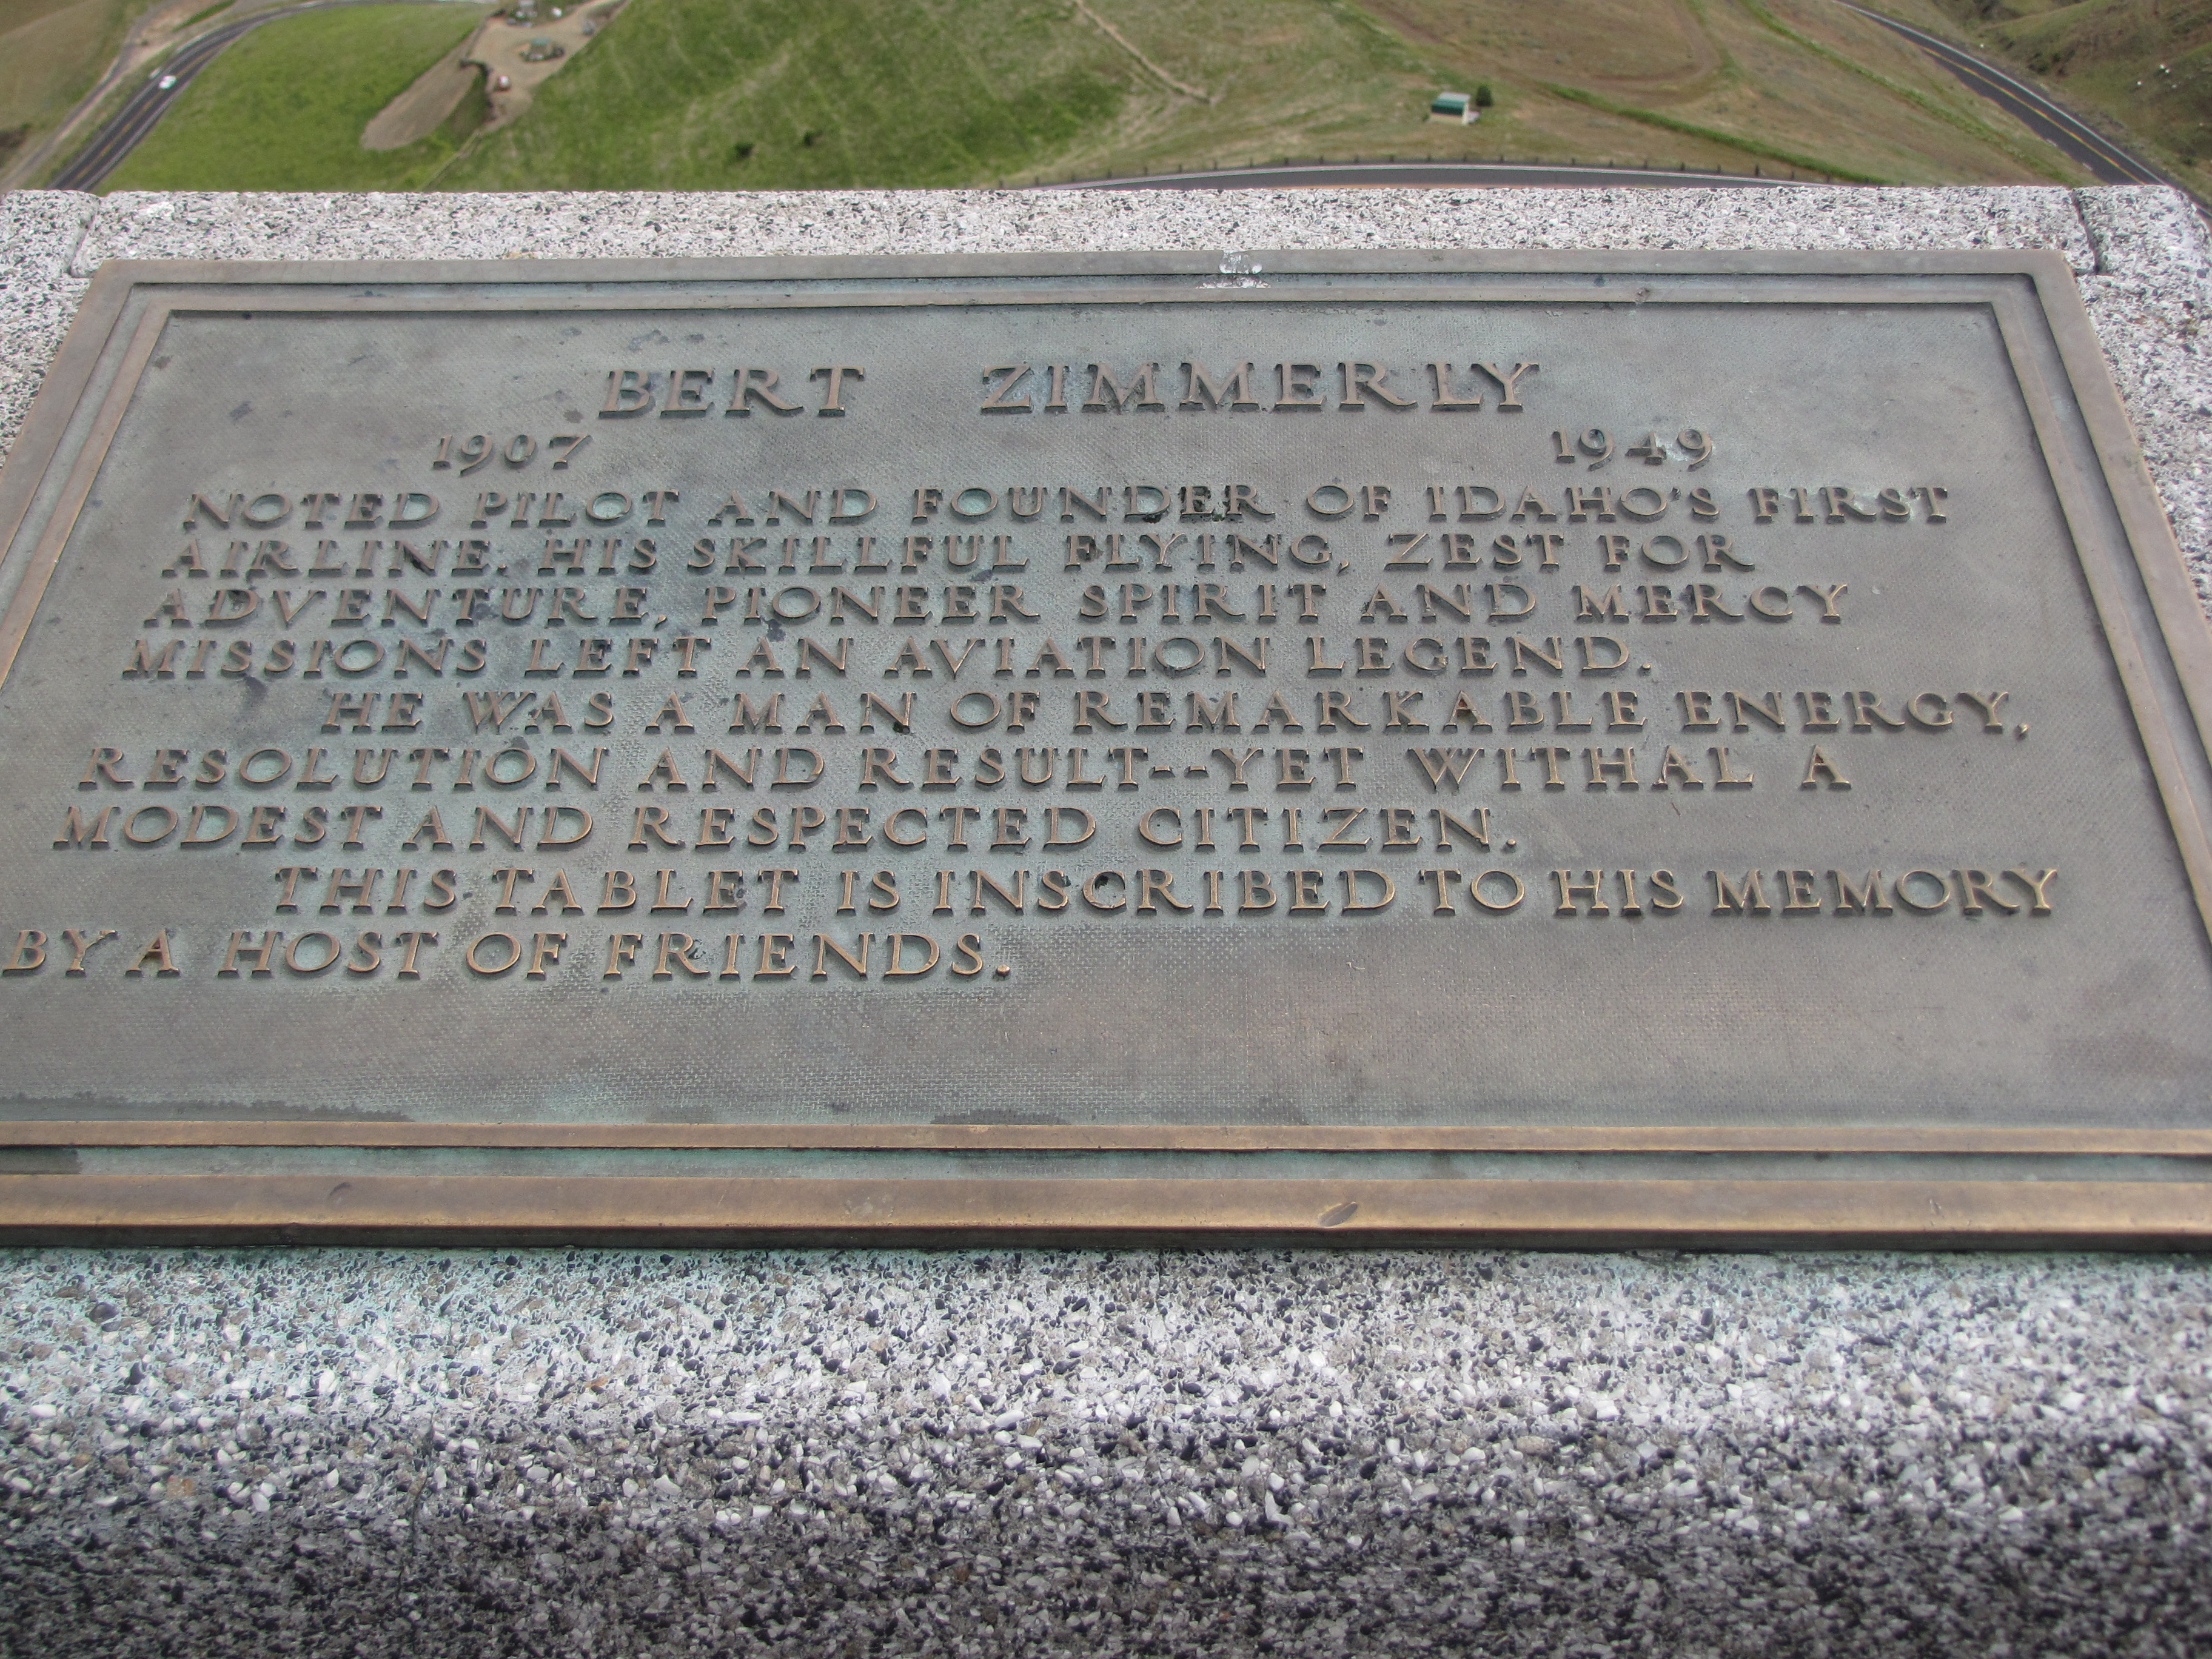 BERT ZIMMERLY
1907 1949
NOTED PILOT AND FOUNDER OF IDAHO'S FIRST
AIRLINE. HIS SKILLFUL FLYING, ZEST FOR
ADVENTURE, PIONEER SPIRIT AND MERCY
MISSIONS LEFT AN AVIATION LEGEND.
HE WAS A MAN OF REMARKABLE ENERGY,
RESOLUTION AND RESULT--YET WITHAL A
MODEST AND RESPECTED CITIZEN.
THIS TABLET IS INSCRIBED TO HIS MEMORY
BY A HOST OF FRIENDS.